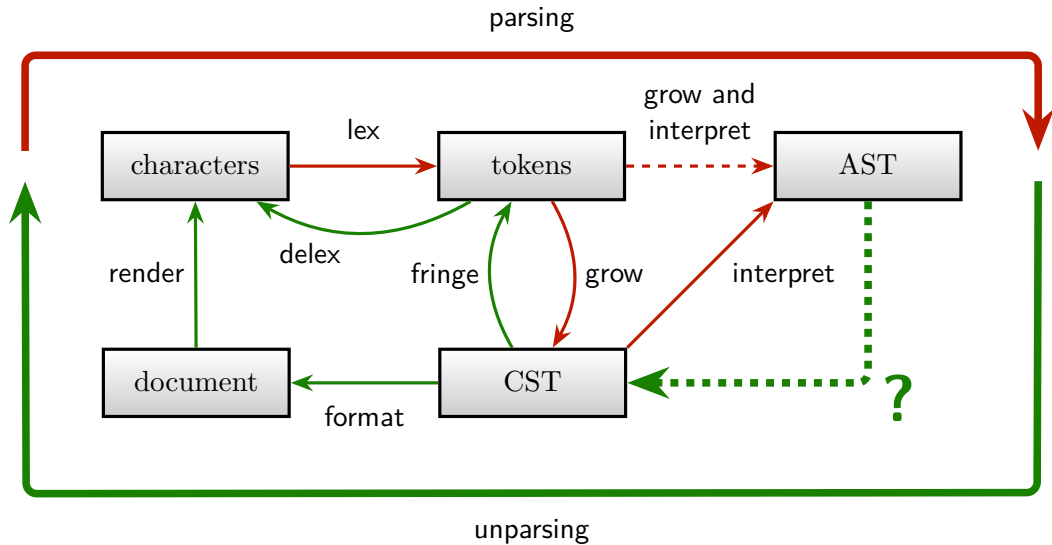 parsing
grow and
interpret
lex
characters
tokens
AST
delex
render
fringe
grow
interpret
document
CST
format
?
unparsing